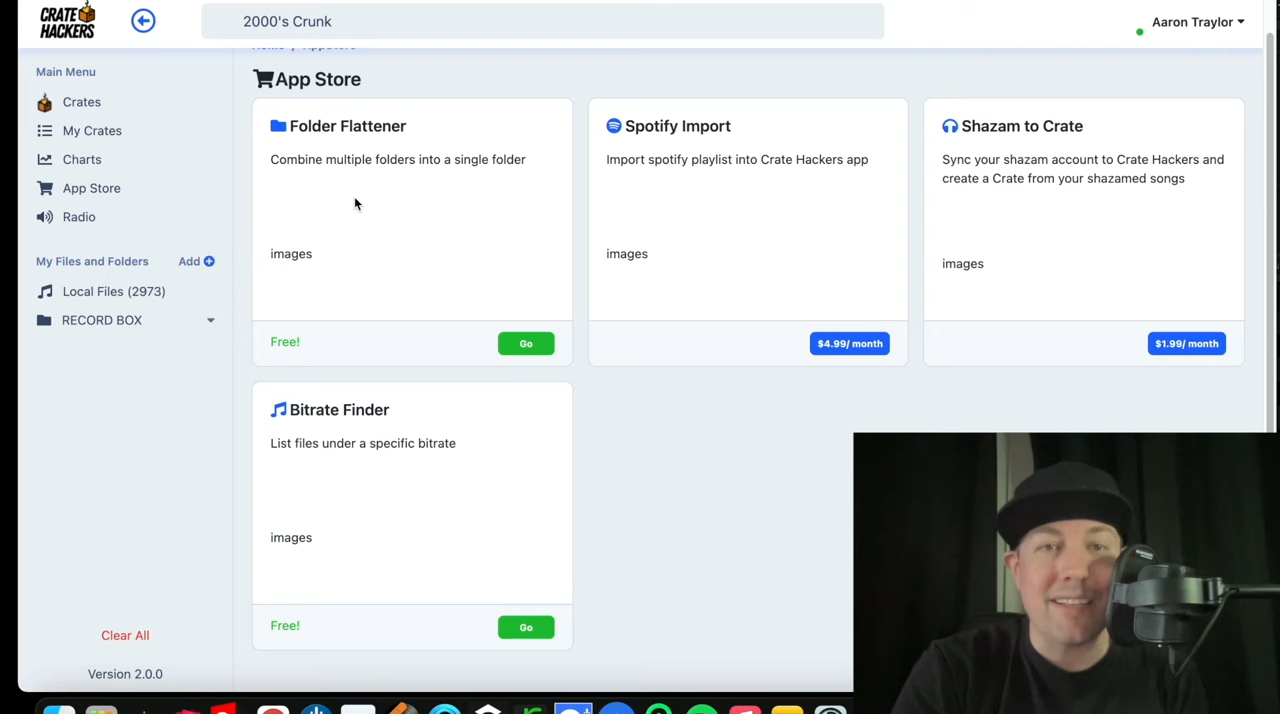 CRATE
HACKERS
2000's Crunk
Aaron Traylor
Main Menu
Crates
My Crates
Charts
App Store
Radio
My Files and Folders
Add
Local Files (2973)
RECORD BOX
Clear All
Version 2.0.0
App Store
Folder Flattener
Combine multiple folders into a single folder
images
Free!
Go
Spotify Import
Import spotify playlist into Crate Hackers app
images
$4.99/ month
Shazam to Crate
Sync your shazam account to Crate Hackers and
create a Crate from your shazamed songs
images
$1.99/ month
Bitrate Finder
List files under a specific bitrate
images
Free!
Go